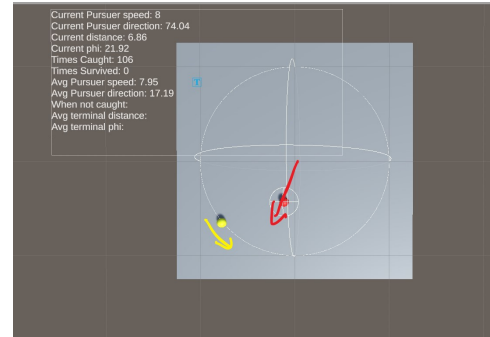 Current Pursuer speed: 8
Current Pursuer direction: 74.04
Current distance: 6.86
Current phi: 21.92
Times Caught: 106
Times Survived: 0
Avg Pursuer speed: 7.95
Avg Pursuer direction: 17.19
When not caught:
Avg terminal distance:
Avg terminal phi: